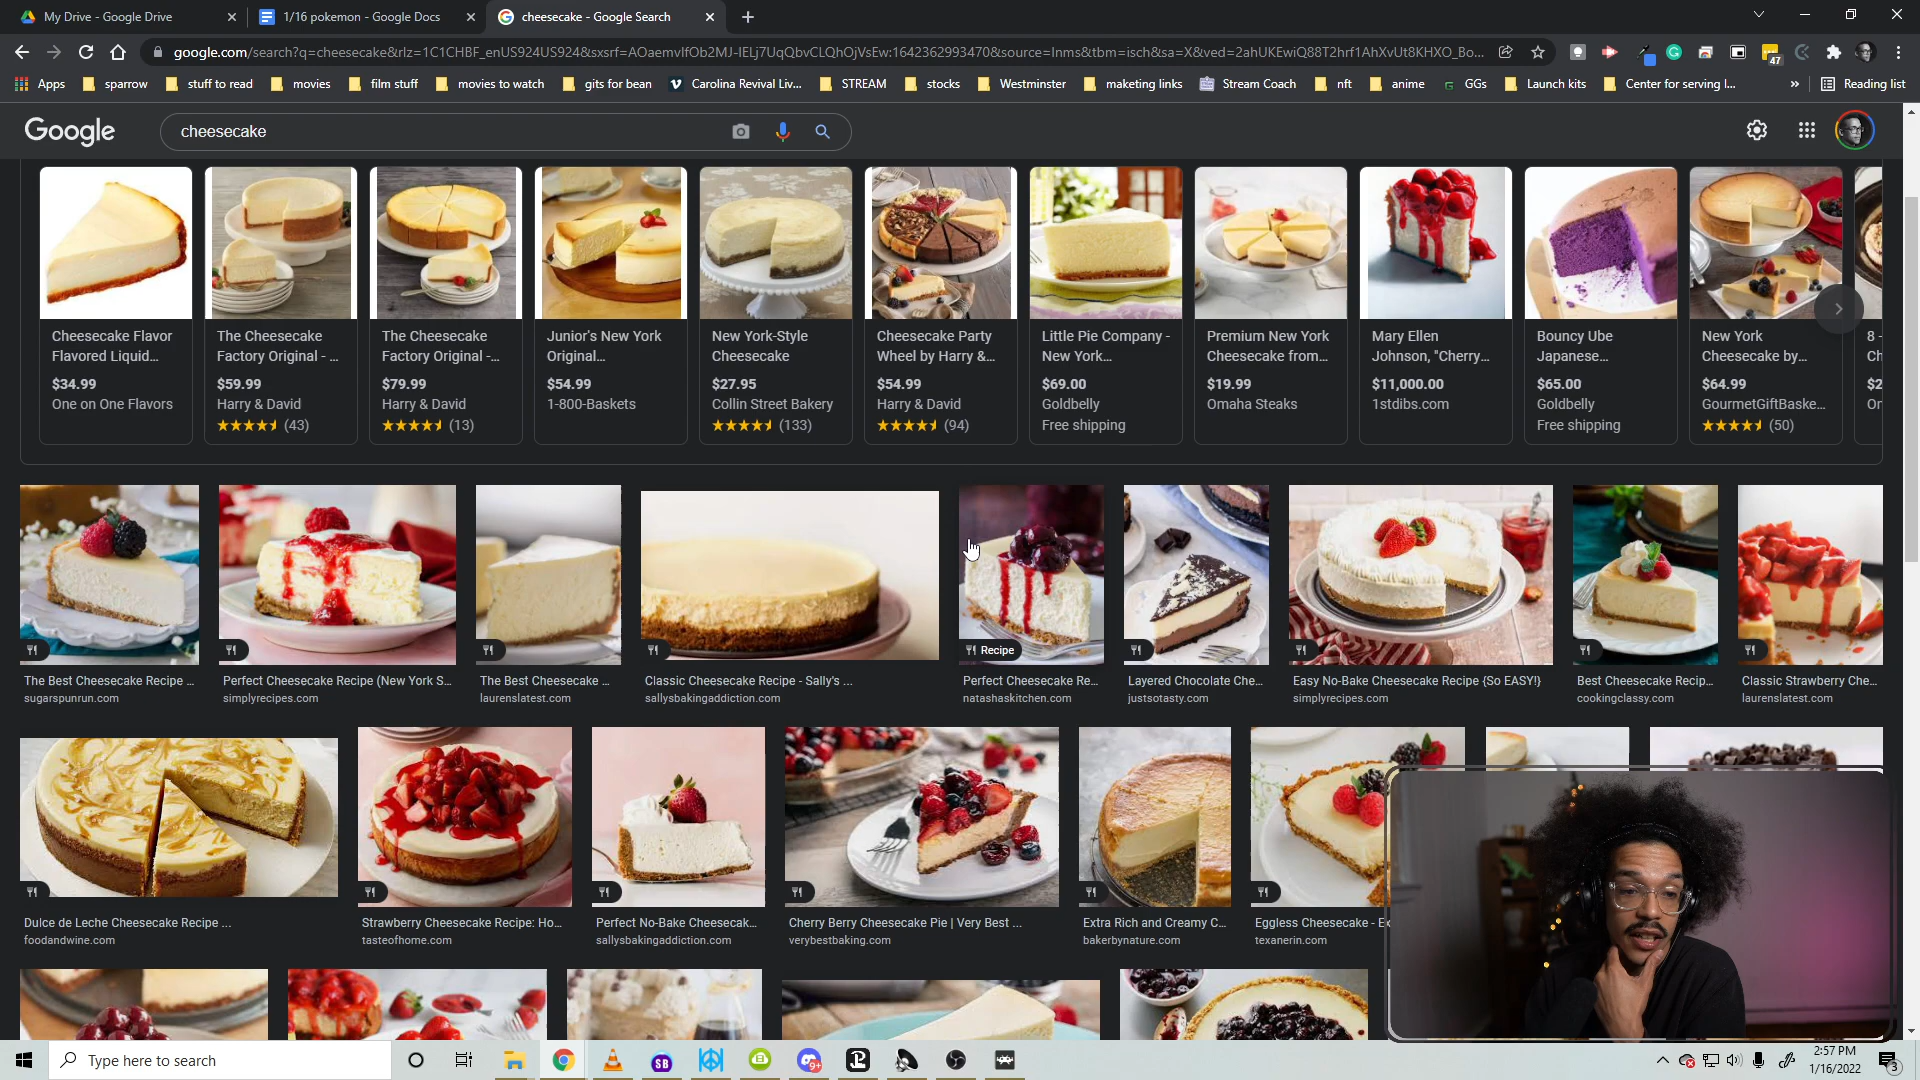 My Drive - Google Drive
1/16 pokemon - Google Docs
cheesecake - Google Search
google.com/search?q=cheesecake&rlz=1C1CHBF_enUS924US924&sxsrf=AOaemvIfOb2MJ-IELj7UqQbvCLQhOjVsEw:1642362993470&source=lnms&tbm=isch&sa=X&ved=2ahUKEwiQ88T2hrf1AhXvUt8KHXO_Bo...
47
Apps
sparrow
stuff to read
movies
film stuff
movies to watch
gits for bean
Carolina Revival Liv...
STREAM
stocks
Westminster
maketing links
Stream Coach
nft
anime
GGs
Launch kits
Center for serving l...
»
Reading list
Google
cheesecake
Cheesecake Flavor
Flavored Liquid...
$34.99
One on One Flavors
The Cheesecake
Factory Original - ...
$59.99
Harry & David
(43)
The Cheesecake
Factory Original -...
$79.99
Harry & David
(13)
Junior's New York
Original...
$54.99
1-800-Baskets
New York-Style
Cheesecake
$27.95
Collin Street Bakery
(133)
Cheesecake Party
Wheel by Harry &...
$54.99
Harry & David
(94)
Little Pie Company -
New York...
$69.00
Goldbelly
Free shipping
Premium New York
Cheesecake from...
$19.99
Omaha Steaks
Mary Ellen
Johnson, "Cherry...
$11,000.00
1stdibs.com
Bouncy Ube
Japanese...
$65.00
Goldbelly
Free shipping
New York
Cheesecake by...
$64.99
GourmetGiftBaske...
(50)
8 -
Ch
$2
Or
Recipe
The Best Cheesecake Recipe ...
sugarspunrun.com
Perfect Cheesecake Recipe (New York S...
simplyrecipes.com
The Best Cheesecake ...
laurenslatest.com
Classic Cheesecake Recipe - Sally's ...
sallysbakingaddiction.com
Perfect Cheesecake Re...
natashaskitchen.com
Layered Chocolate Che...
justsotasty.com
Easy No-Bake Cheesecake Recipe {So EASY!}
simplyrecipes.com
Best Cheesecake Recip...
cookingclassy.com
Classic Strawberry Che...
laurenslatest.com
Dulce de Leche Cheesecake Recipe ...
foodandwine.com
Strawberry Cheesecake Recipe: Ho...
tasteofhome.com
Perfect No-Bake Cheesecak...
sallysbakingaddiction.com
Cherry Berry Cheesecake Pie | Very Best ...
verybestbaking.com
Extra Rich and Creamy C...
bakerbynature.com
Eggless Cheesecake - Ex
texanerin.com
Type here to search
SB
9+
2:57 PM
1/16/2022
3